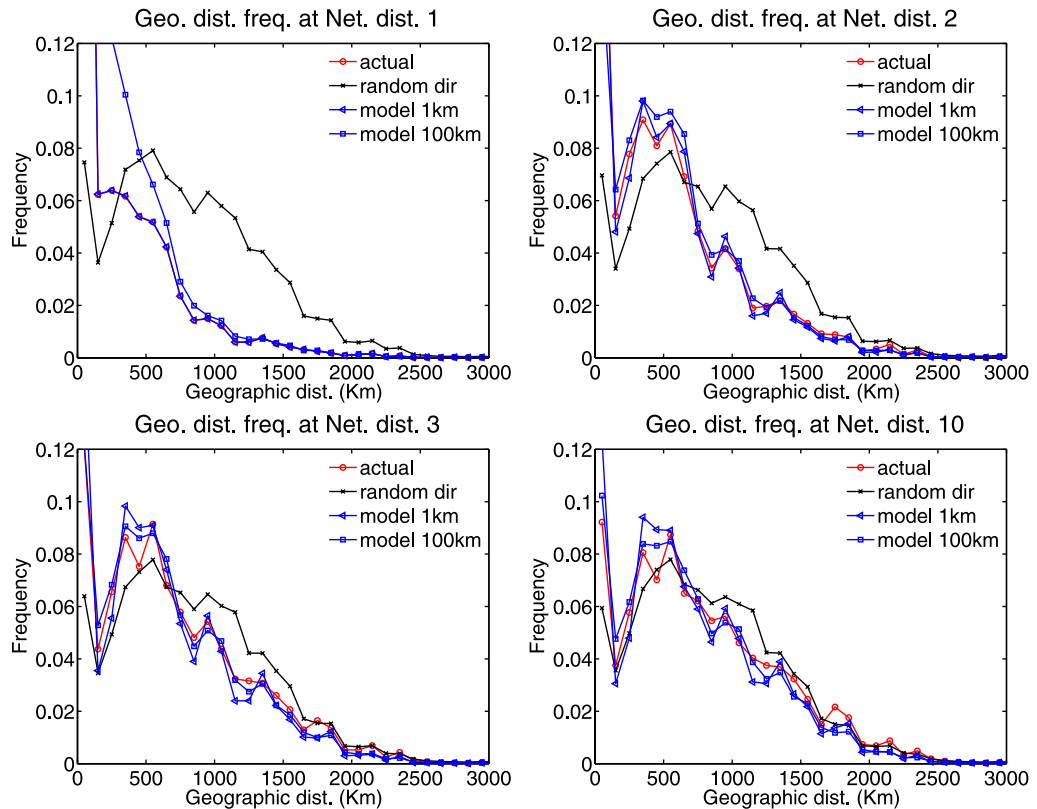 Geo. dist. freq. at Net. dist. 1
0.12
0.1
0.08
0.06
0.04
0.02
0
Frequency
actual
random dir
model 1km
model 100km
0 500 1000 1500 2000 2500 3000
Geographic dist. (Km)
Geo. dist. freq. at Net. dist. 2
0.12
0.1
0.08
0.06
0.04
0.02
0
Frequency
actual
random dir
model 1km
model 100km
0 500 1000 1500 2000 2500 3000
Geographic dist. (Km)
Geo. dist. freq. at Net. dist. 3
0.12
0.1
0.08
0.06
0.04
0.02
0
Frequency
actual
random dir
model 1km
model 100km
0 500 1000 1500 2000 2500 3000
Geographic dist. (Km)
Geo. dist. freq. at Net. dist. 10
0.12
0.1
0.08
0.06
0.04
0.02
0
Frequency
actual
random dir
model 1km
model 100km
0 500 1000 1500 2000 2500 3000
Geographic dist. (Km)